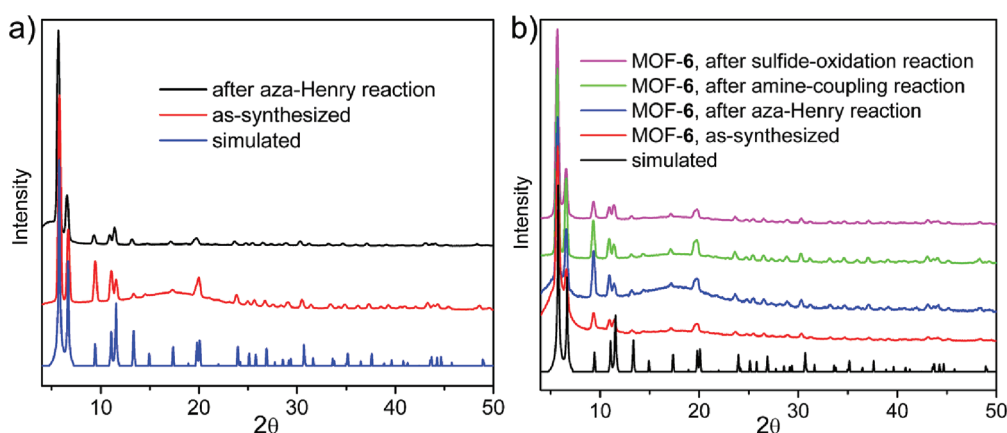 a)
after aza-Henry reaction
as-synthesized
simulated
Intensity
10 20 30 40 50
2θ
b)
MOF-6, after sulfide-oxidation reaction
MOF-6, after amine-coupling reaction
MOF-6, after aza-Henry reaction
MOF-6, as-synthesized
simulated
Intensity
10 20 30 40 50
2θ